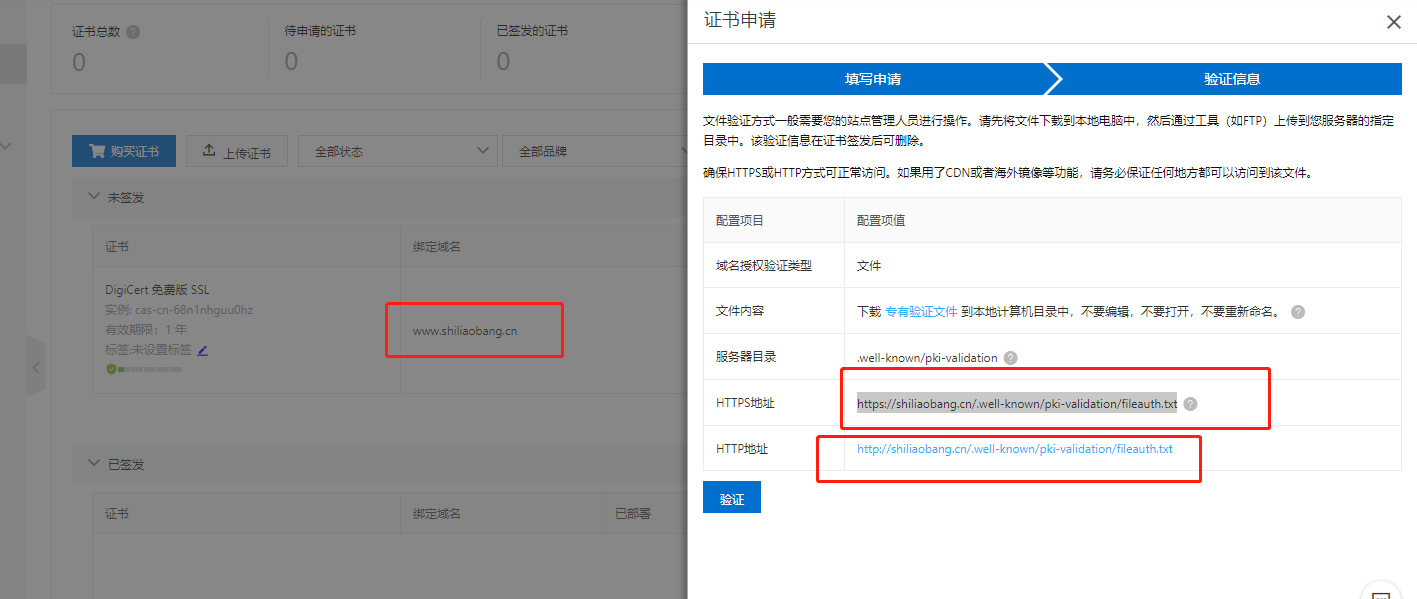 证书总数
0
待申请的证书
0
已签发的证书
0
购买证书
上传证书
全部状态
全部品牌
未签发
证书
绑定域名
DigiCert 免费版 SSL
实例: cas-cn-68n1nhguu0hz
有效期限：1 年
标签:未设置标签
www.shiliaobang.cn
已签发
证书
绑定域名
已部署
证书申请
填写申请
验证信息
文件验证方式一般需要您的站点管理人员进行操作。请先将文件下载到本地电脑中，然后通过工具（如FTP）上传到您服务器的指定
目录中。该验证信息在证书签发后可删除。
确保HTTPS或HTTP方式可正常访问。如果用了CDN或者海外镜像等功能，请务必保证任何地方都可以访问到该文件。
配置项目
配置项值
域名授权验证类型
文件
文件内容
下载 专有验证文件 到本地计算机目录中，不要编辑，不要打开，不要重新命名。
服务器目录
.well-known/pki-validation
HTTPS地址
https://shiliaobang.cn/.well-known/pki-validation/fileauth.txt
HTTP地址
http://shiliaobang.cn/.well-known/pki-validation/fileauth.txt
验证